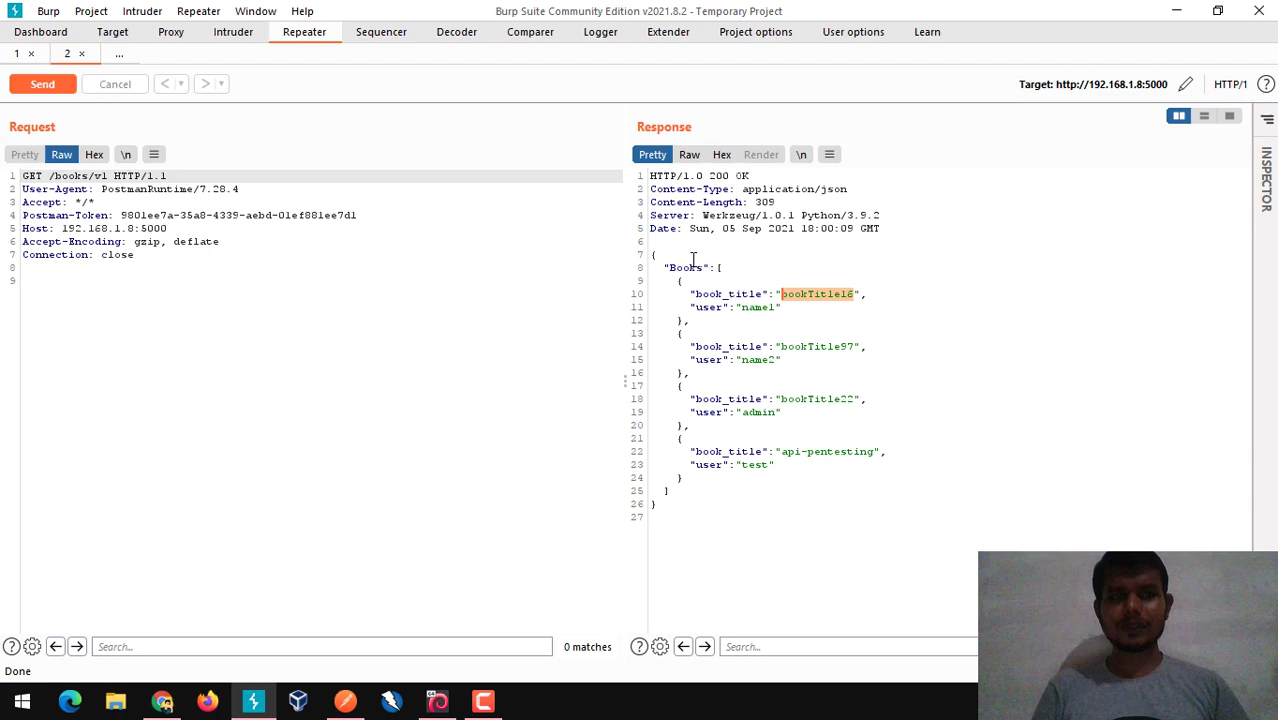 Burp Project Intruder Repeater Window Help Burp Suite Community Edition v2021.8.2 - Temporary Project
Dashboard Target Proxy Intruder Repeater Sequencer Decoder Comparer Logger Extender Project options User options Learn
1 × 2 × ...
Send Cancel < > Target: http://192.168.1.8:5000 HTTP/1 ?
Request
Pretty Raw Hex \n
1 GET /books/v1 HTTP/1.1
2 User-Agent: PostmanRuntime/7.28.4
3 Accept: */*
4 Postman-Token: 9801ee7a-35a8-4339-aebd-01ef881ee7d1
5 Host: 192.168.1.8:5000
6 Accept-Encoding: gzip, deflate
7 Connection: close
8
9
? Search... 0 matches
Done
Response
Pretty Raw Hex Render \n
1 HTTP/1.0 200 OK
2 Content-Type: application/json
3 Content-Length: 309
4 Server: Werkzeug/1.0.1 Python/3.9.2
5 Date: Sun, 05 Sep 2021 18:00:09 GMT
6
7 {
8 "Books":[
9 {
10 "book_title":"bookTitle16",
11 "user":"name1"
12 },
13 {
14 "book_title":"bookTitle97",
15 "user":"name2"
16 },
17 {
18 "book_title":"bookTitle22",
19 "user":"admin"
20 },
21 {
22 "book_title":"api-pentesting",
23 "user":"test"
24 }
25 ]
26 }
27
? Search...
INSPECTOR